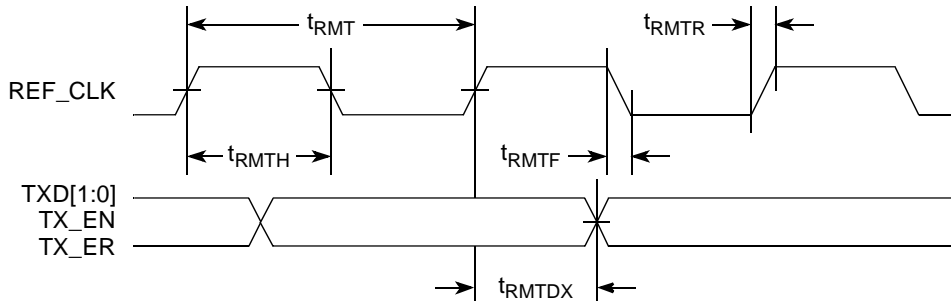 tRMT
tRMTR
REF_CLK
tRMTH
tRMTF
TXD[1:0]
TX_EN
TX_ER
tRMTDX